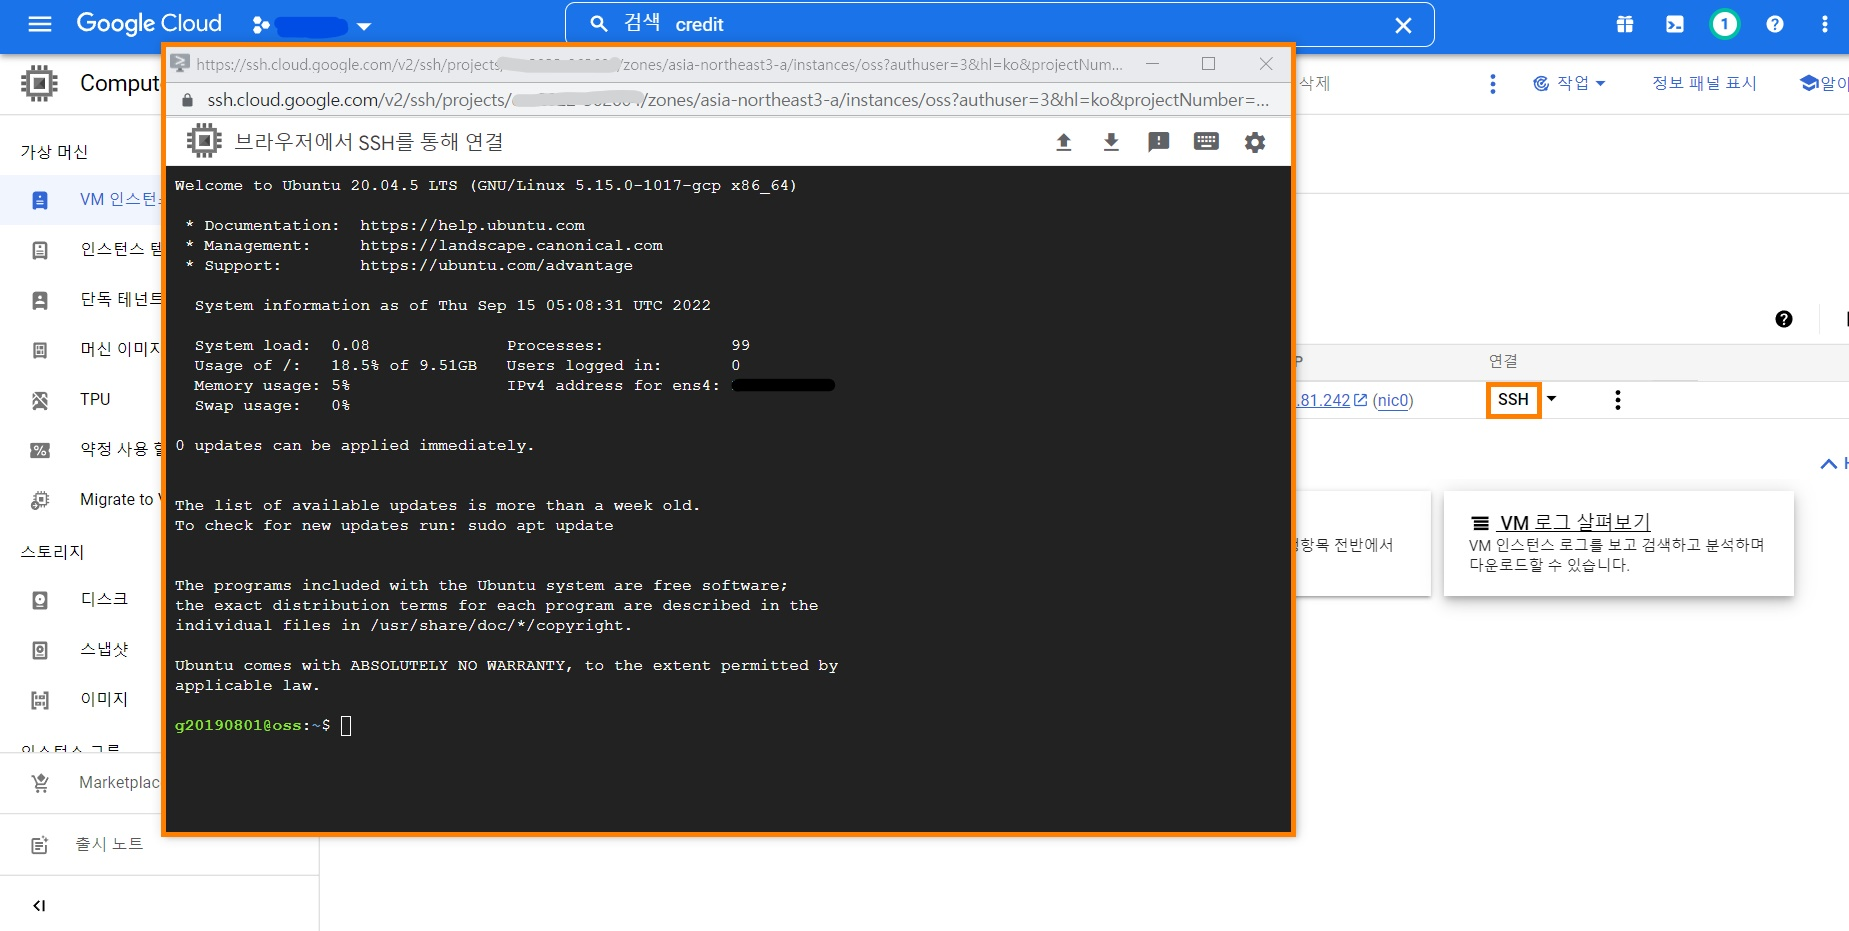 Google Cloud
검색 credit
1
Compute
삭제
작업
정보 패널 표시
가상 머신
VM 인스턴스
인스턴스 템
단독 테넌트
머신 이미지
TPU
약정 사용
Migrate to V
스토리지
디스크
스냅샷
이미지
인스턴스 그룹
Marketplac
출시 노트
https://ssh.cloud.google.com/v2/ssh/projects/
/zones/asia-northeast3-a/instances/oss?authuser=3&hl=ko&projectNum...
ssh.cloud.google.com/v2/ssh/projects/
/zones/asia-northeast3-a/instances/oss?authuser=3&hl=ko&projectNumber=...
브라우저에서 SSH를 통해 연결
Welcome to Ubuntu 20.04.5 LTS (GNU/Linux 5.15.0-1017-gcp x86_64)
* Documentation: https://help.ubuntu.com
* Management: https://landscape.canonical.com
* Support: https://ubuntu.com/advantage
System information as of Thu Sep 15 05:08:31 UTC 2022
System load: 0.08 Processes: 99
Usage of /: 18.5% of 9.51GB Users logged in: 0
Memory usage: 5% IPv4 address for ens4:
Swap usage: 0%
0 updates can be applied immediately.
The list of available updates is more than a week old.
To check for new updates run: sudo apt update
The programs included with the Ubuntu system are free software;
the exact distribution terms for each program are described in the
individual files in /usr/share/doc/*/copyright.
Ubuntu comes with ABSOLUTELY NO WARRANTY, to the extent permitted by
applicable law.
g20190801@oss:~$
연결
.81.242 (nic0)
SSH
항목 전반에서
VM 로그 살펴보기
VM 인스턴스 로그를 보고 검색하고 분석하며
다운로드할 수 있습니다.